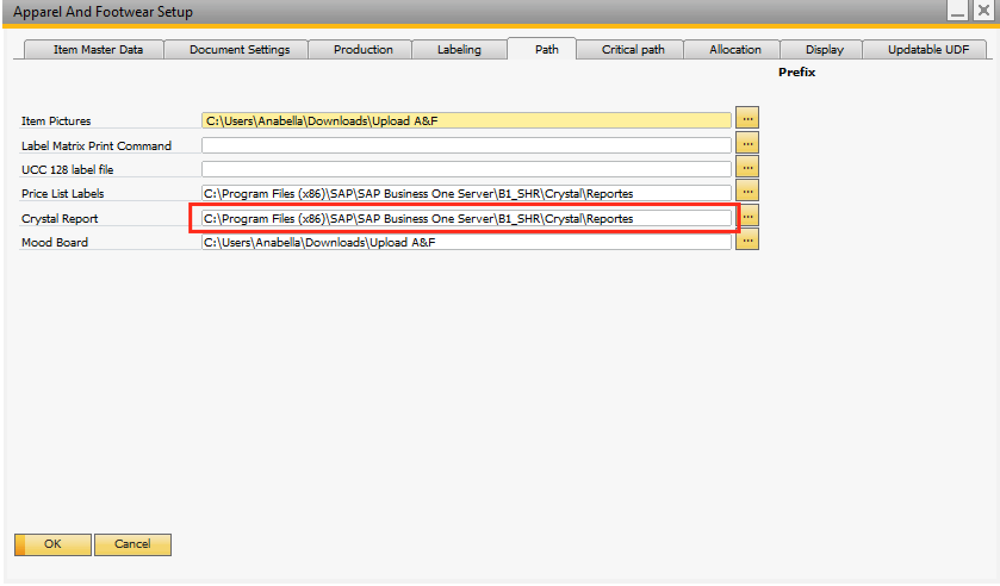 Apparel And Footwear Setup
Item Master Data Document Settings Production Labeling Path Critical path Allocation Display Updatable UDF
Prefix
Item Pictures C:\Users\Anabella\Downloads\Upload A&F ...
Label Matrix Print Command ...
UCC 128 label file ...
Price List Labels C:\Program Files (x86)\SAP\SAP Business One Server\B1_SHR\Crystal\Reportes ...
Crystal Report C:\Program Files (x86)\SAP\SAP Business One Server\B1_SHR\Crystal\Reportes ...
Mood Board C:\Users\Anabella\Downloads\Upload A&F ...
OK Cancel